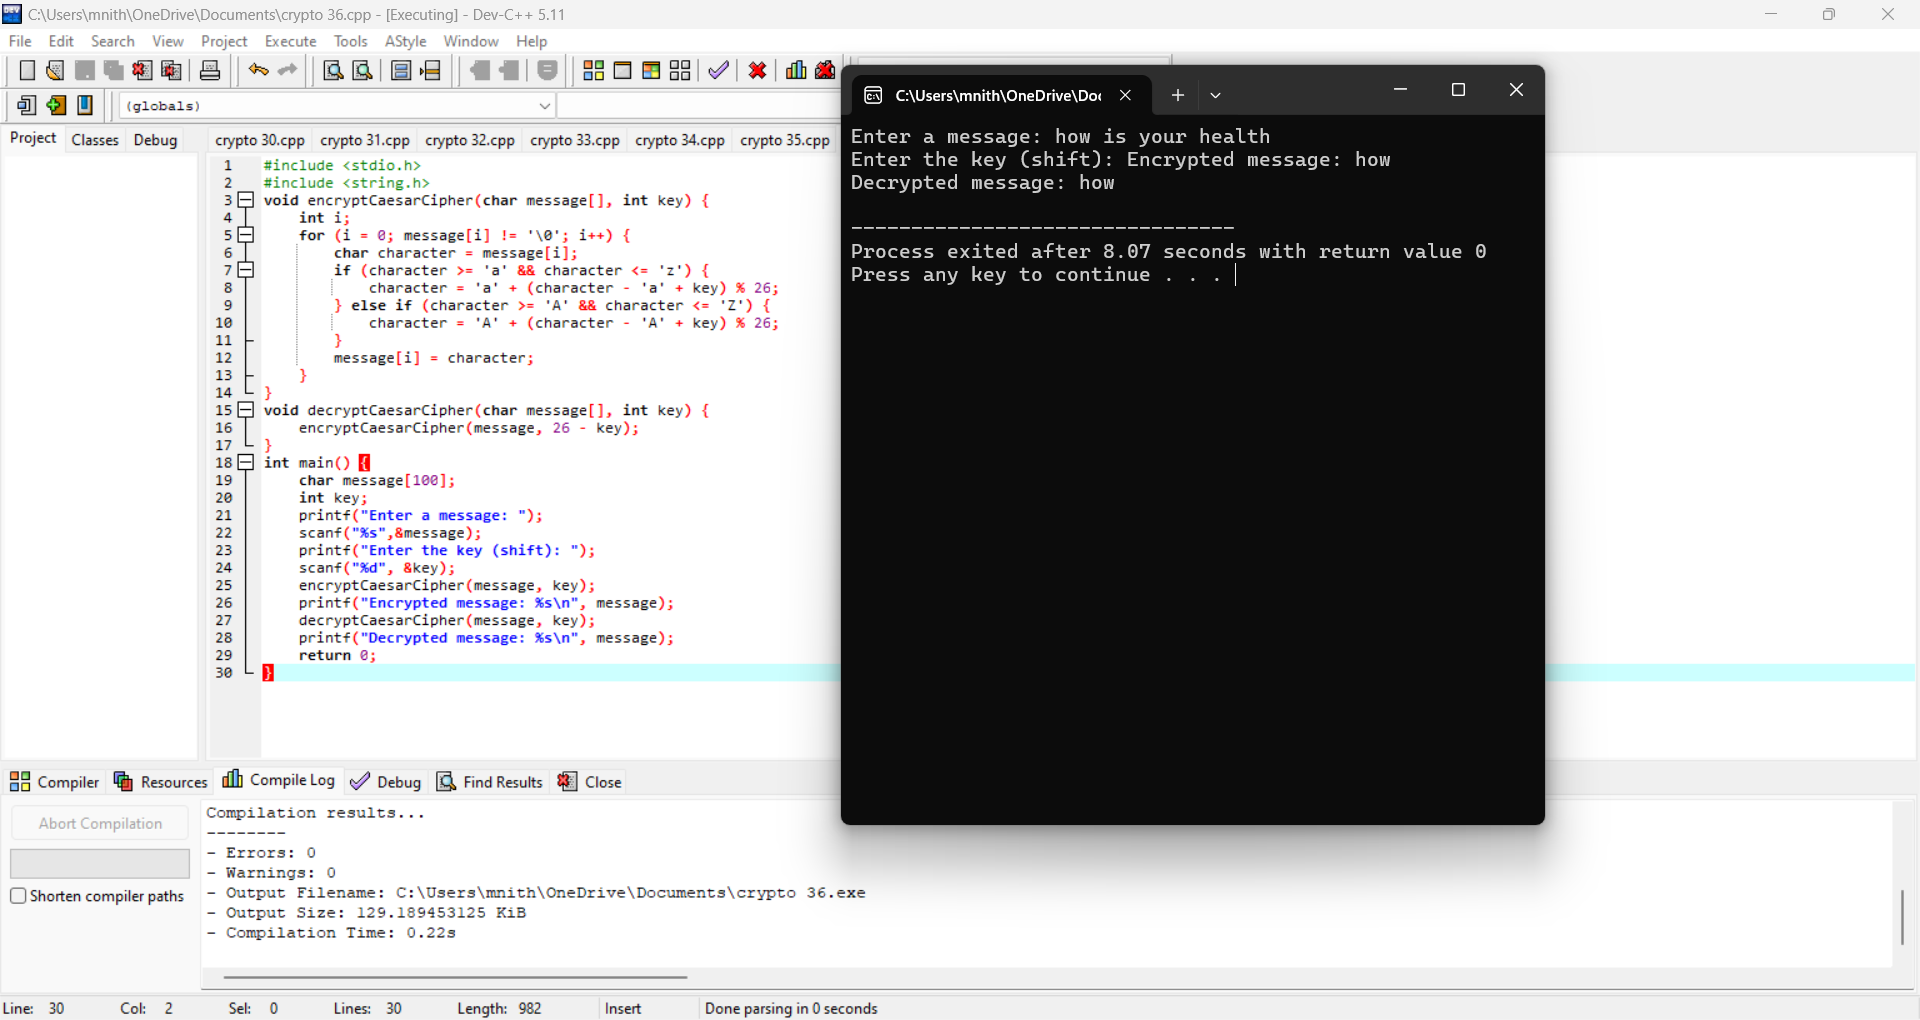 C:\Users\mnith\OneDrive\Documents\crypto 36.cpp - [Executing] - Dev-C++ 5.11
File Edit Search View Project Execute Tools AStyle Window Help
(globals)
Project Classes Debug
crypto 30.cpp crypto 31.cpp crypto 32.cpp crypto 33.cpp crypto 34.cpp crypto 35.cpp
1 #include <stdio.h>
2 #include <string.h>
3 void encryptCaesarCipher(char message[], int key) {
4 int i;
5 for (i = 0; message[i] != '\0'; i++) {
6 char character = message[i];
7 if (character >= 'a' && character <= 'z') {
8 character = 'a' + (character - 'a' + key) % 26;
9 } else if (character >= 'A' && character <= 'Z') {
10 character = 'A' + (character - 'A' + key) % 26;
11 }
12 message[i] = character;
13 }
14 }
15 void decryptCaesarCipher(char message[], int key) {
16 encryptCaesarCipher(message, 26 - key);
17 }
18 int main() {
19 char message[100];
20 int key;
21 printf("Enter a message: ");
22 scanf("%s",&message);
23 printf("Enter the key (shift): ");
24 scanf("%d", &key);
25 encryptCaesarCipher(message, key);
26 printf("Encrypted message: %s\n", message);
27 decryptCaesarCipher(message, key);
28 printf("Decrypted message: %s\n", message);
29 return 0;
30 }
C:\Users\mnith\OneDrive\Doc
Enter a message: how is your health
Enter the key (shift): Encrypted message: how
Decrypted message: how
--------------------------------
Process exited after 8.07 seconds with return value 0
Press any key to continue . . .
Compiler Resources Compile Log Debug Find Results Close
Abort Compilation
Shorten compiler paths
Compilation results...
--------
- Errors: 0
- Warnings: 0
- Output Filename: C:\Users\mnith\OneDrive\Documents\crypto 36.exe
- Output Size: 129.189453125 KiB
- Compilation Time: 0.22s
Line: 30 Col: 2 Sel: 0 Lines: 30 Length: 982 Insert Done parsing in 0 seconds